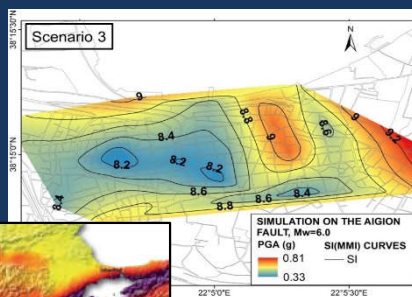 Scenario 3
N
38°15'30"N
38°15'0"N
9
8.8
8.6
9
9.2
8.4
9
8.2
8.2
8.2
8.4
8.6
8.4
8.8
SIMULATION ON THE AIGION
FAULT, Mw=6.0
PGA (g) SI(MMI) CURVES
0.81 SI
0.33
22°5'0"E
22°5'30"E